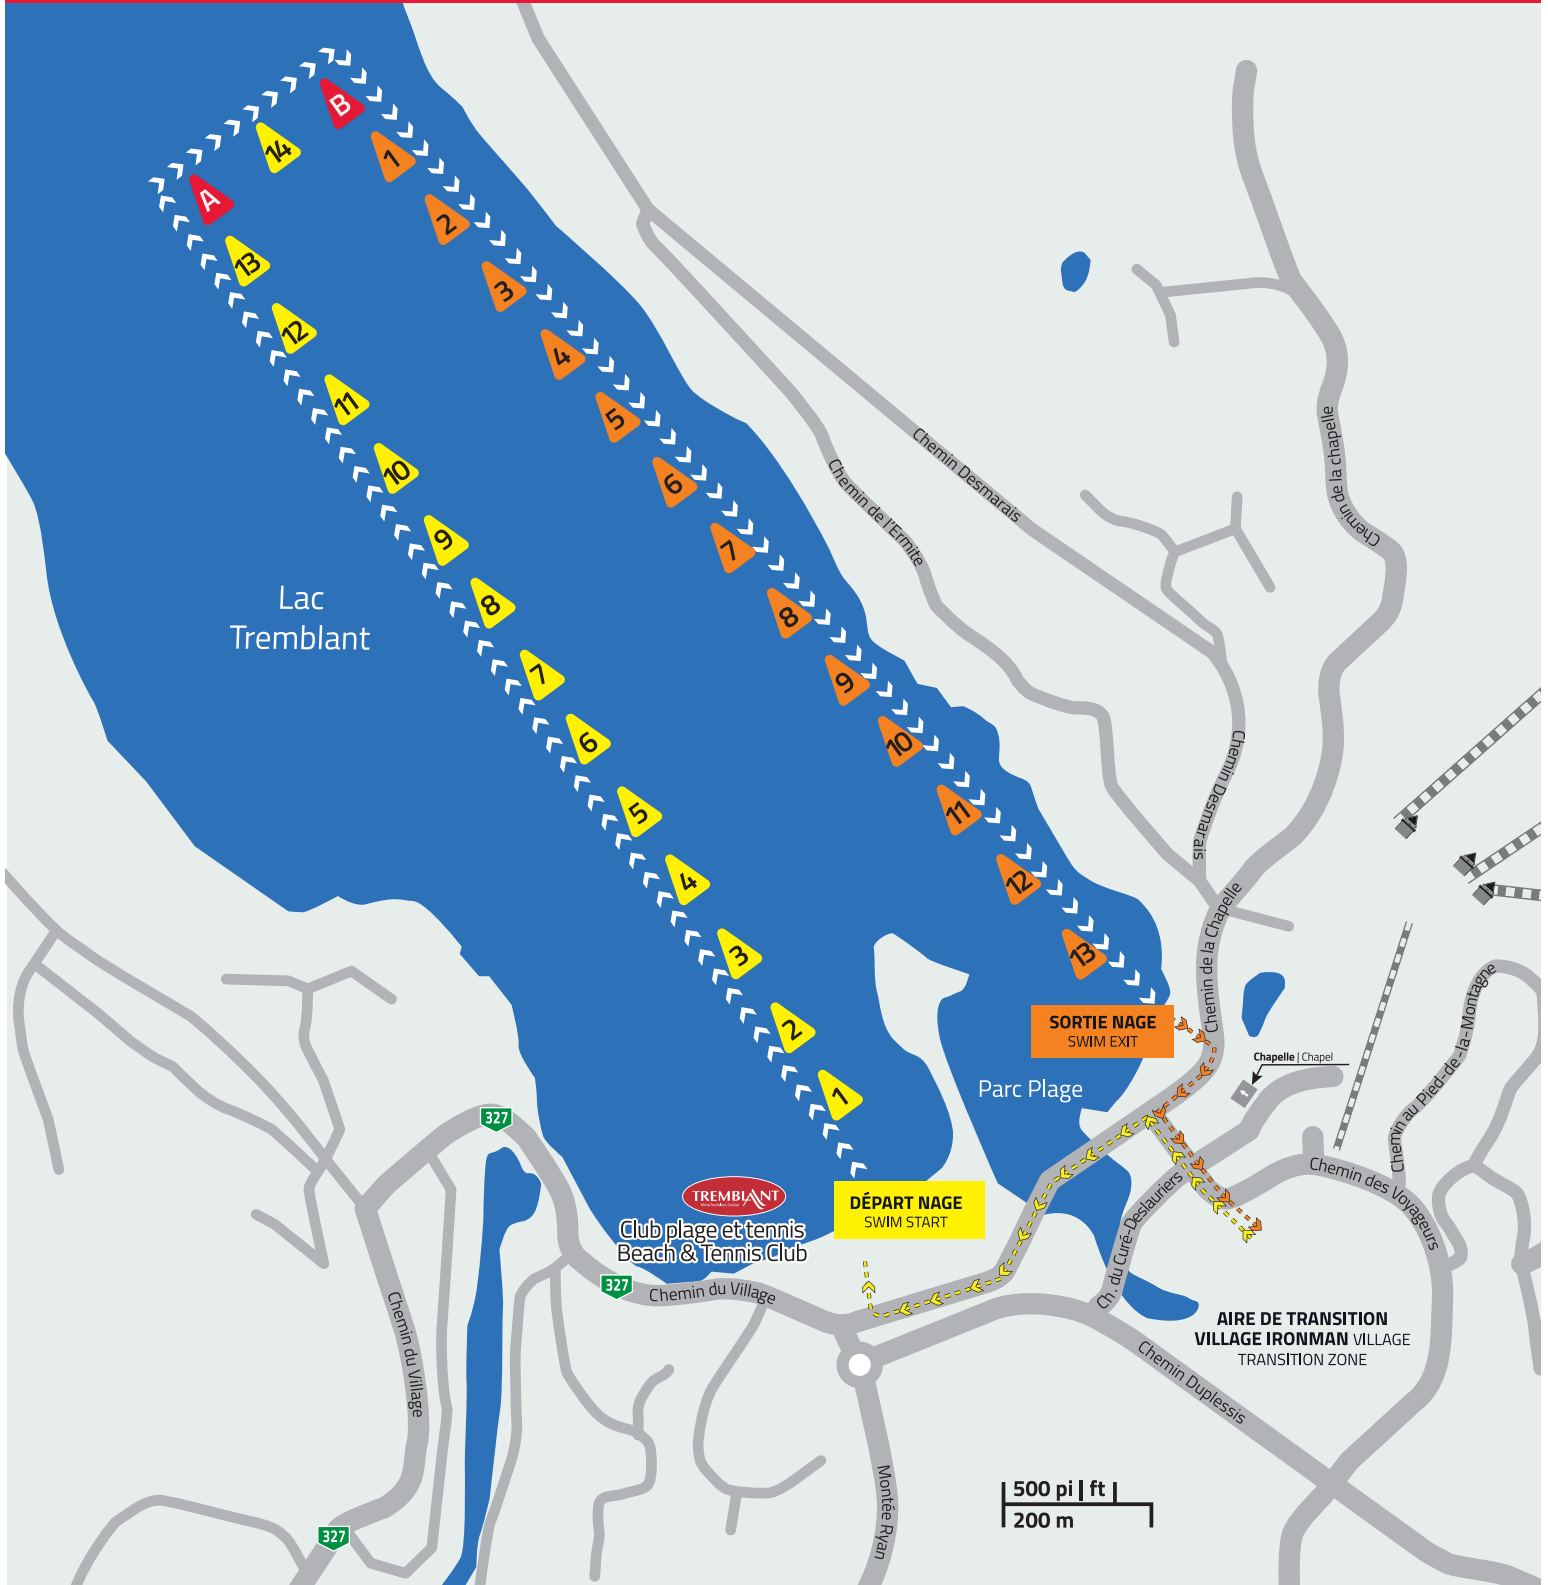 B
14
1
A
2
13
3
12
4
11
5
10
6
9
7
8
8
7
9
6
10
5
11
4
12
3
13
2
1
Lac
Tremblant
Chemin Desmarais
Chemin de l'Ermite
Chemin de la chapelle
Chemin Desmarais
Chemin de la Chapelle
SORTIE NAGE
SWIM EXIT
Parc Plage
Chapelle | Chapel
Chemin au Pied-de-la-Montagne
Chemin des Voyageurs
Ch. du Curé-Deslauriers
DÉPART NAGE
SWIM START
TREMBLANT
Club plage et tennis
Beach & Tennis Club
327
327
Chemin du Village
Chemin du Village
AIRE DE TRANSITION
VILLAGE IRONMAN VILLAGE
TRANSITION ZONE
Chemin Duplessis
Montée Ryan
500 pi | ft
200 m
327